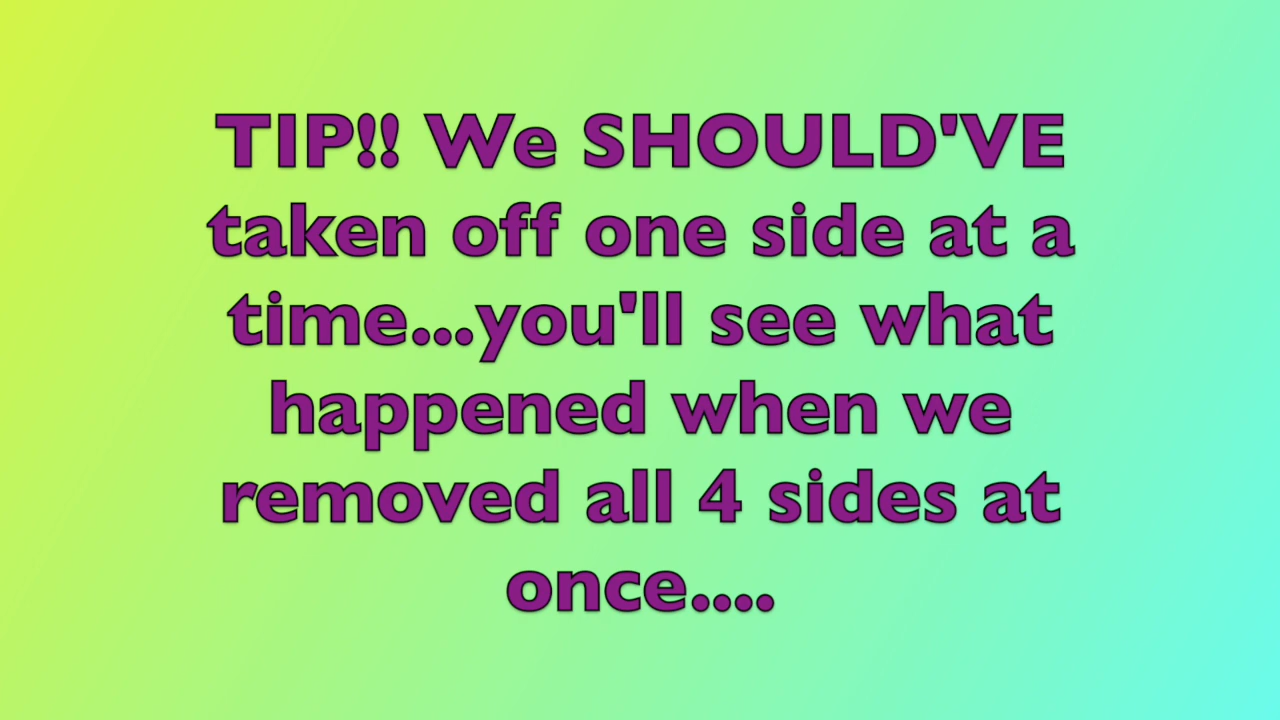 TIP!! We SHOULD'VE
taken off one side at a
time...you'll see what
happened when we
removed all 4 sides at
once....